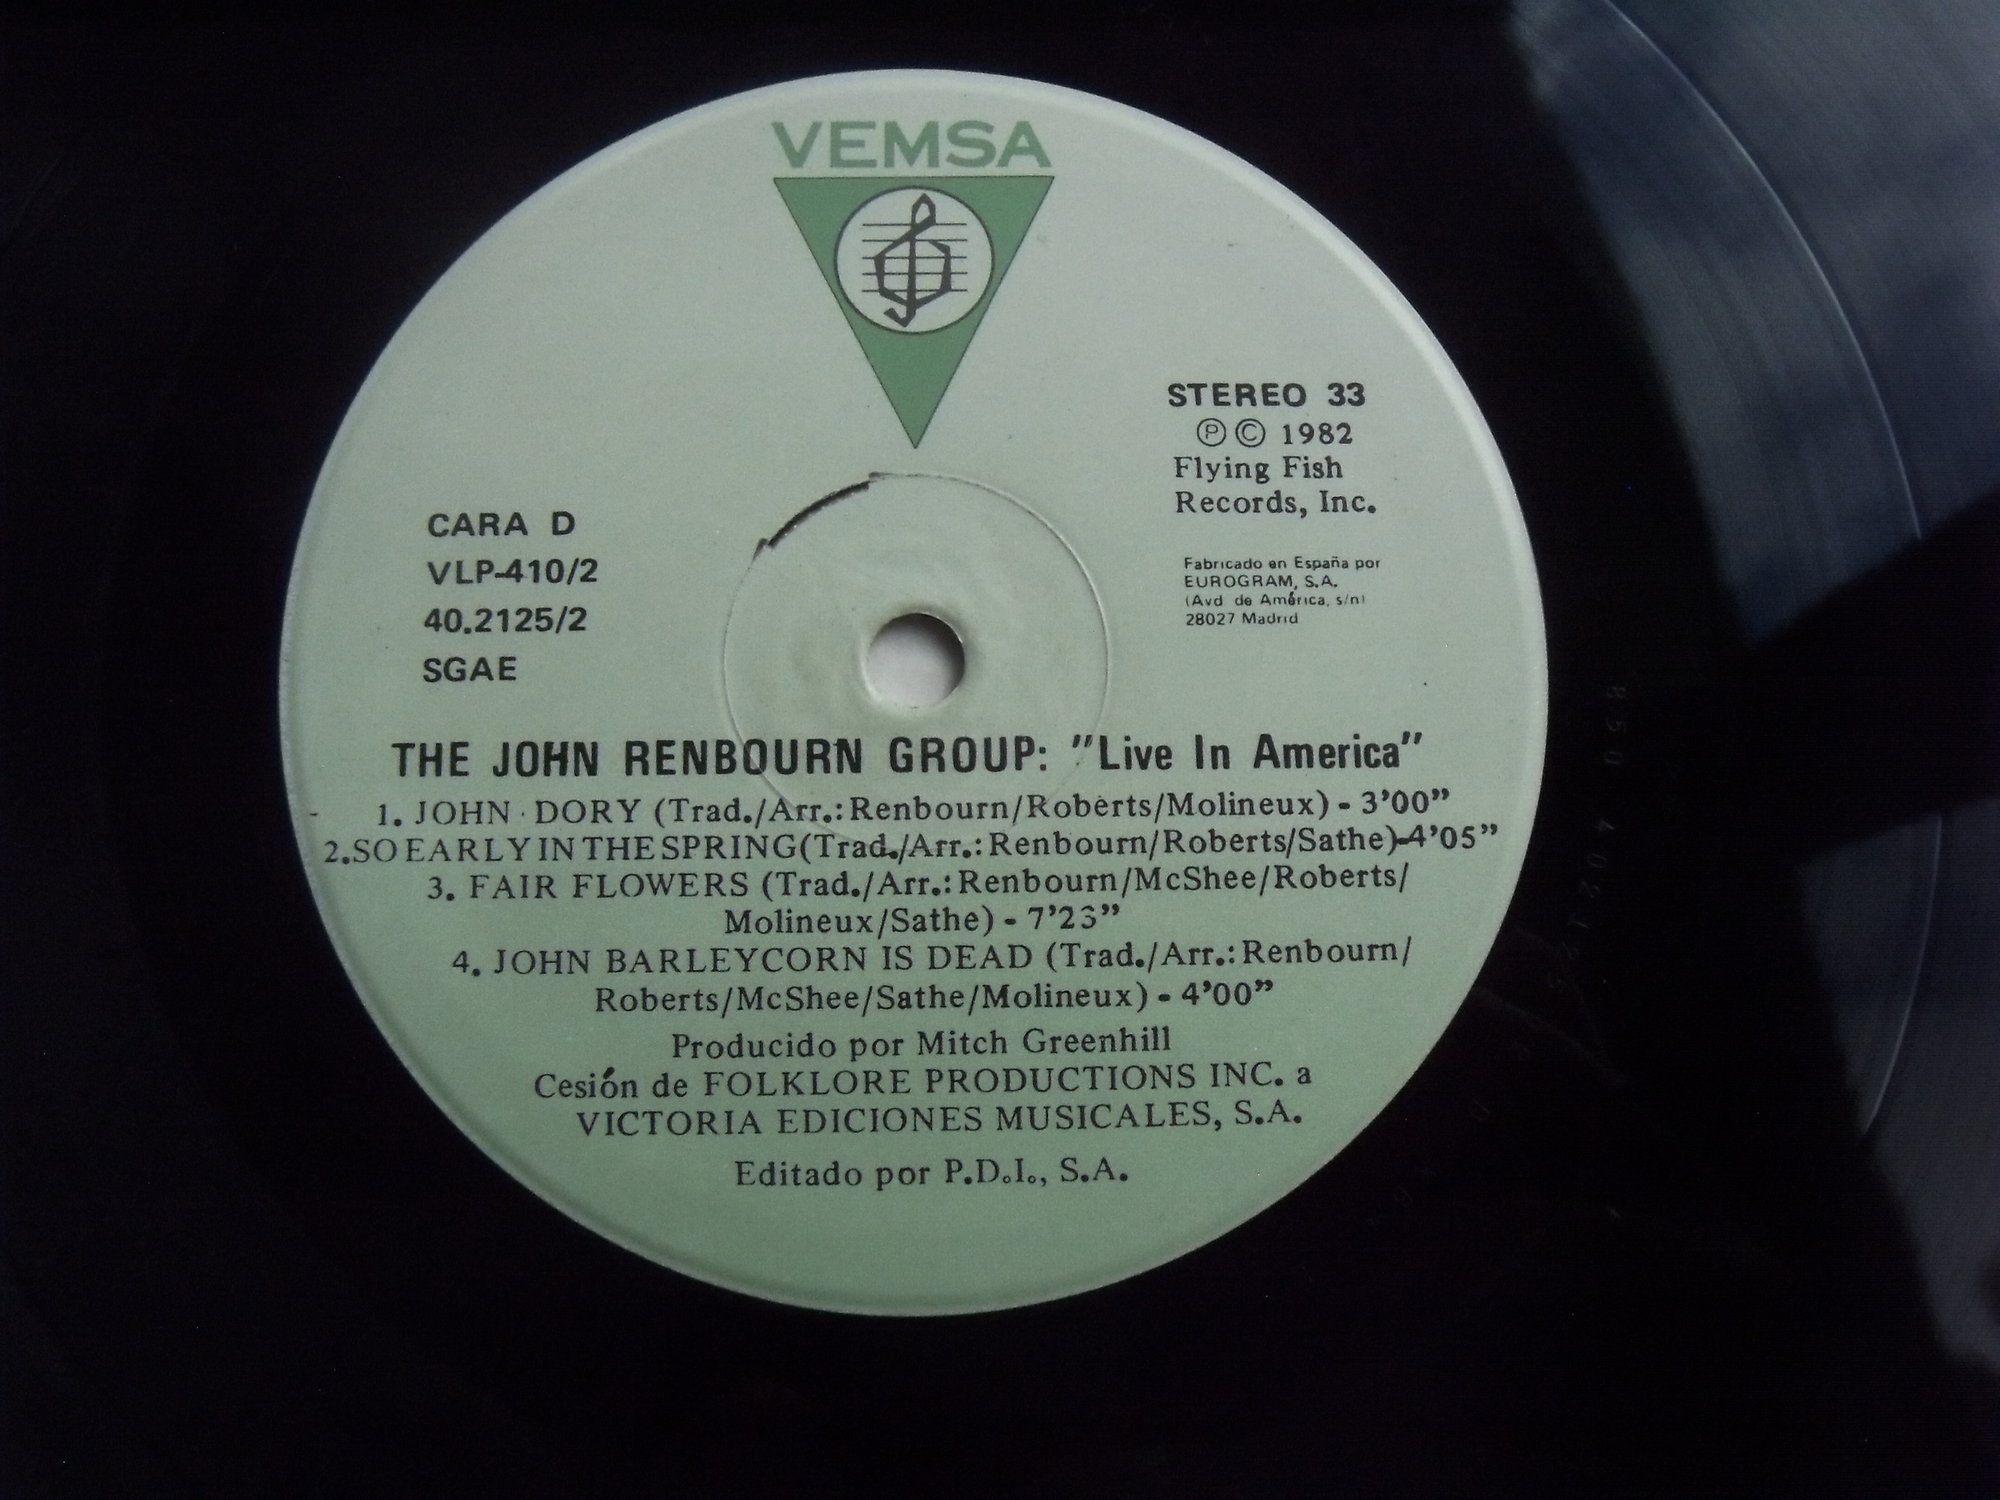 VEMSA
STEREO 33
Ⓟ © 1982
Flying Fish
Records, Inc.
CARA D
VLP-410/2
40.2125/2
SGAE
Fabricado en España por
EUROGRAM, S.A.
(Avd. de América, s/n)
28027 Madrid
THE JOHN RENBOURN GROUP: "Live In America"
1. JOHN DORY (Trad./Arr.: Renbourn/Roberts/Molineux) - 3'00"
2. SO EARLY IN THE SPRING (Trad./Arr.: Renbourn/Roberts/Sathe)-4'05"
3. FAIR FLOWERS (Trad./Arr.: Renbourn/McShee/Roberts/
Molineux/Sathe) - 7'23"
4. JOHN BARLEYCORN IS DEAD (Trad./Arr.: Renbourn/
Roberts/McShee/Sathe/Molineux) - 4'00"
Producido por Mitch Greenhill
Cesión de FOLKLORE PRODUCTIONS INC. a
VICTORIA EDICIONES MUSICALES, S.A.
Editado por P.D.I., S.A.